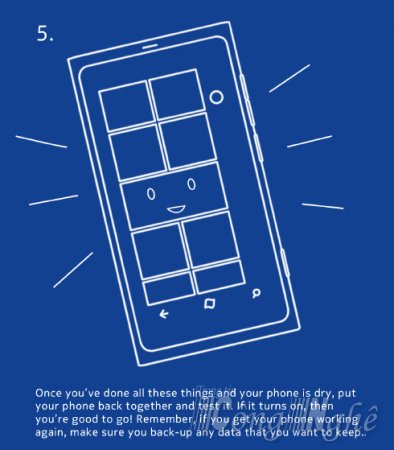 5.
Once you've done all these things and your phone is dry, put
your phone back together and test it. If it turns on, then
you're good to go! Remember, if you get your phone working
again, make sure you back-up any data that you want to keep.
Công Nghê